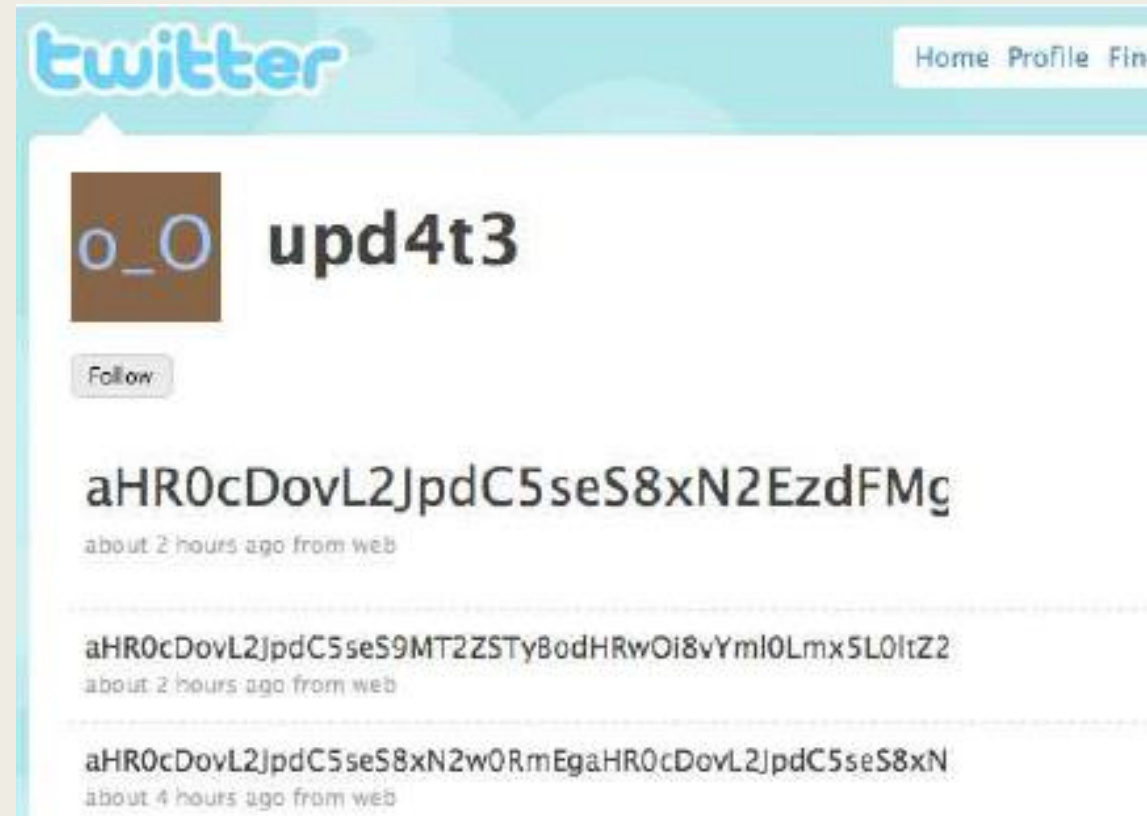 twitter
Home Profile
o_O
upd4t3
Follow
aHR0cDovL2JpdC5seS8xN2EzdFMg
about 2 hours ago from web
aHR0cDovL2JpdC5seS9MT2ZSTyBodHRwOi8vYml0Lmx5L0ltZ2
about 2 hours ago from web
aHR0cDovL2JpdC5seS8xN2w0RmEgaHR0cDovL2JpdC5seS8xN
about 4 hours ago from web